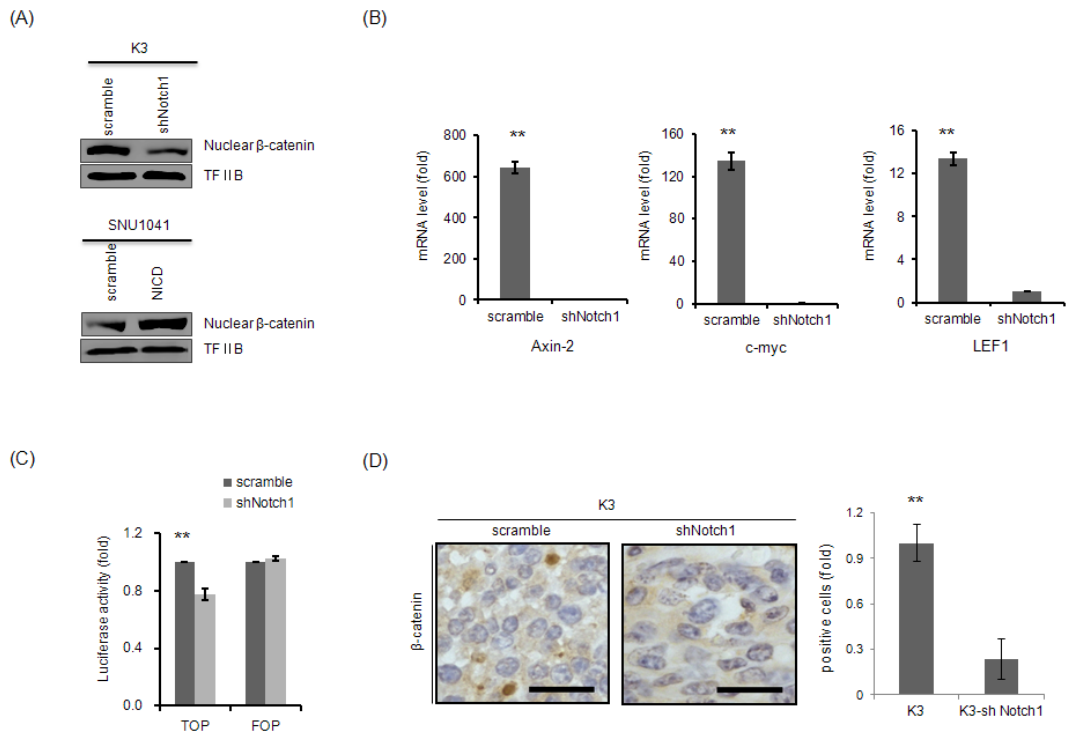 (A)
K3
scramble
shNotch1
Nuclear β-catenin
TF II B
SNU1041
scramble
NICD
Nuclear β-catenin
TF II B
(B)
mRNA level (fold)
800
600
400
200
0
**
scramble shNotch1
Axin-2
mRNA level (fold)
160
120
80
40
0
**
scramble shNotch1
c-myc
mRNA level (fold)
16
12
8
4
0
**
scramble shNotch1
LEF1
(C)
scramble
shNotch1
Luciferase activity (fold)
1.2
0.8
0.4
0.0
**
TOP FOP
(D)
K3
scramble shNotch1
β-catenin
positive cells (fold)
1.2
0.9
0.6
0.3
0
**
K3 K3-sh Notch1